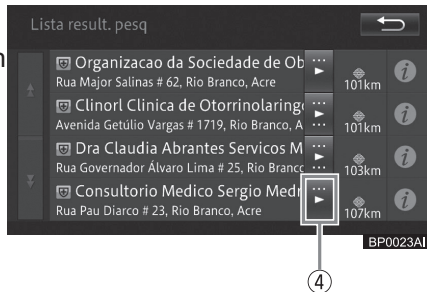 Lista result. pesq
Organizacao da Sociedade de Ob
Rua Major Salinas # 62, Rio Branco, Acre
101km
Clinorl Clinica de Otorrinolaring
Avenida Getúlio Vargas # 1719, Rio Branco, A
101km
Dra Claudia Abrantes Servicos M
Rua Governador Álvaro Lima # 25, Rio Branco
103km
Consultorio Medico Sergio Medr
Rua Pau Diarco # 23, Rio Branco, Acre
107km
BP0023AI
4